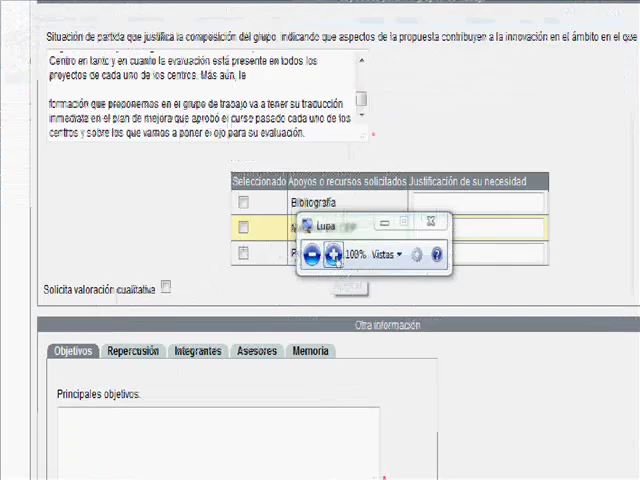 Situación de partida que justifica la composición del grupo, indicando que aspectos de la propuesta contribuyen a la innovación en el ámbito en el que
Centro en tanto y en cuanto la evaluación está presente en todos los
proyectos de cada uno de los centros. Más aún, le
formación que proponemos en el grupo de trabajo va a tener su traducción
inmediata en el plan de mejora que aprobó el curso pasado cada uno de los
centros y sobre los que vamos a poner el ojo para su evaluación.
*
Seleccionado Apoyos o recursos solicitados Justificación de su necesidad
Bibliografía
Lupa
100% Vistas
Solicita valoración cualitativa
Otra información
Objetivos Repercusión Integrantes Asesores Memoria
Principales objetivos:
*